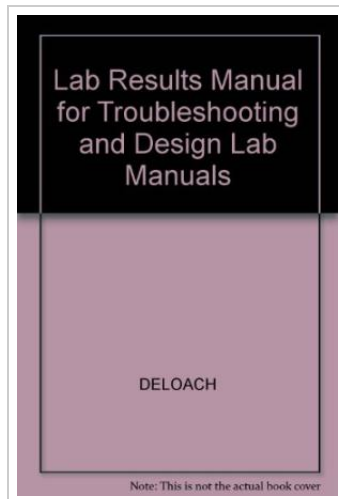 Lab Results Manual
for Troubleshooting
and Design Lab
Manuals
DELOACH
Note: This is not the actual book cover